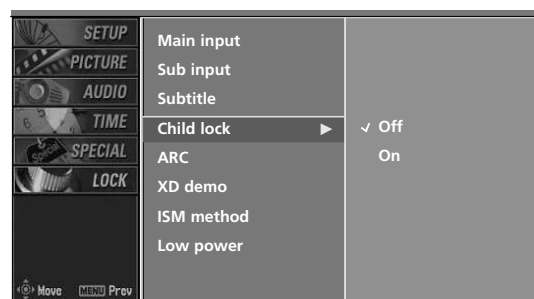 SETUP
PICTURE
AUDIO
TIME
SPECIAL
LOCK
Move MENU Prev
Main input
Sub input
Subtitle
Child lock ▶
ARC
XD demo
ISM method
Low power
✓ Off
On